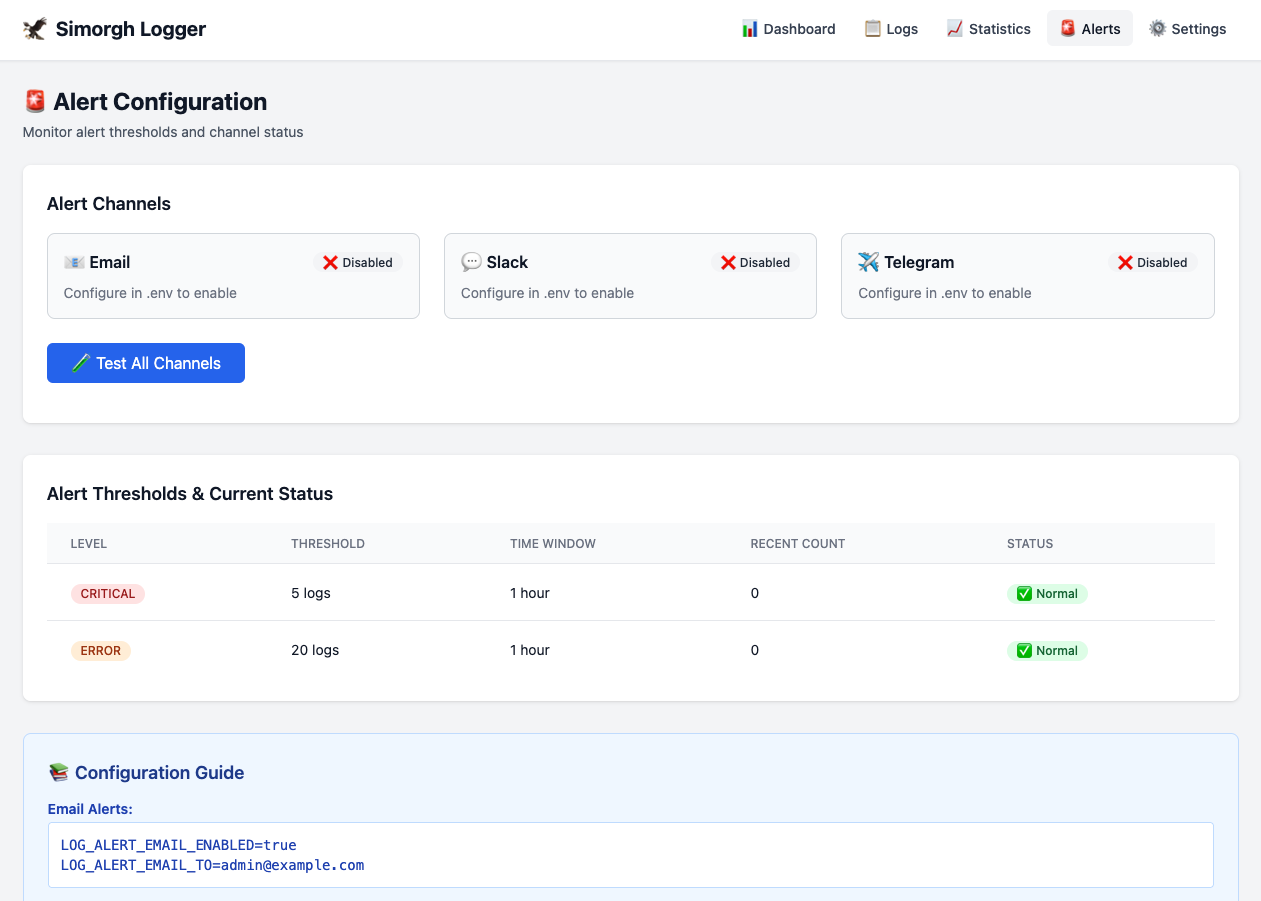 Simorgh Logger
Dashboard Logs Statistics Alerts Settings
Alert Configuration
Monitor alert thresholds and channel status
Alert Channels
Email Disabled
Configure in .env to enable
Slack Disabled
Configure in .env to enable
Telegram Disabled
Configure in .env to enable
Test All Channels
Alert Thresholds & Current Status
LEVEL THRESHOLD TIME WINDOW RECENT COUNT STATUS
CRITICAL 5 logs 1 hour 0 Normal
ERROR 20 logs 1 hour 0 Normal
Configuration Guide
Email Alerts:
LOG_ALERT_EMAIL_ENABLED=true
LOG_ALERT_EMAIL_TO=admin@example.com